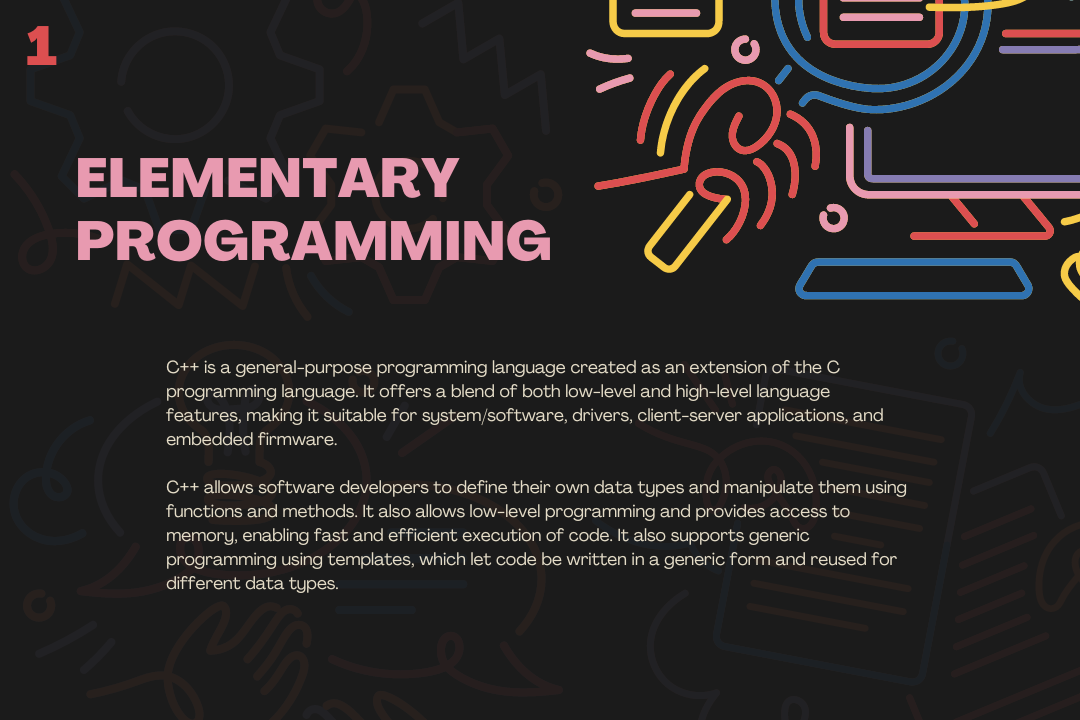 1
ELEMENTARY
PROGRAMMING
C++ is a general-purpose programming language created as an extension of the C
programming language. It offers a blend of both low-level and high-level language
features, making it suitable for system/software, drivers, client-server applications, and
embedded firmware.
C++ allows software developers to define their own data types and manipulate them using
functions and methods. It also allows low-level programming and provides access to
memory, enabling fast and efficient execution of code. It also supports generic
programming using templates, which let code be written in a generic form and reused for
different data types.